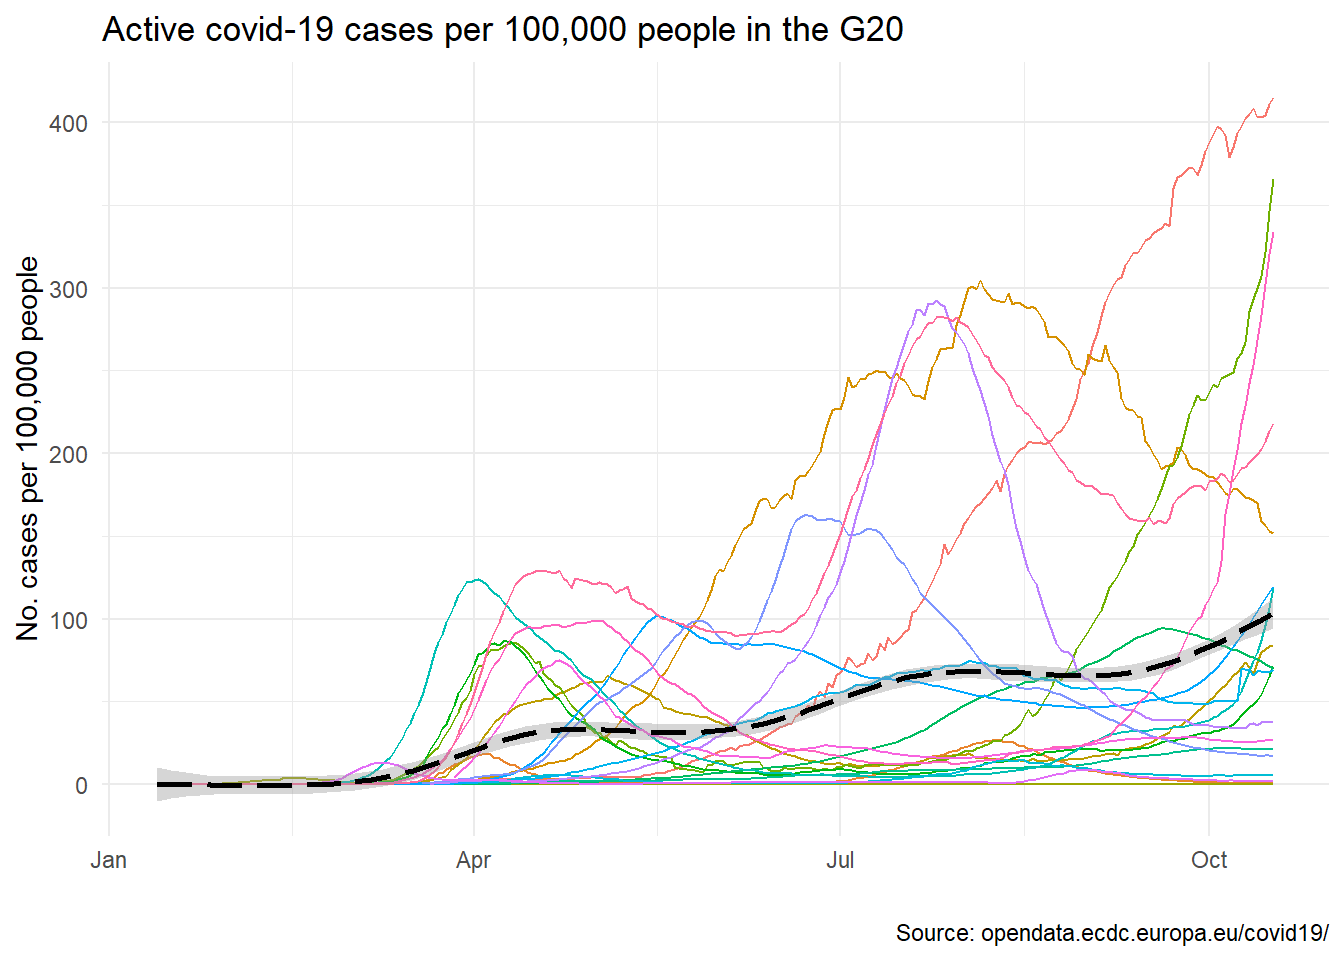 Active covid-19 cases per 100,000 people in the G20
No. cases per 100,000 people
400
300
200
100
0
Jan
Apr
Jul
Oct
Source: opendata.ecdc.europa.eu/covid19/